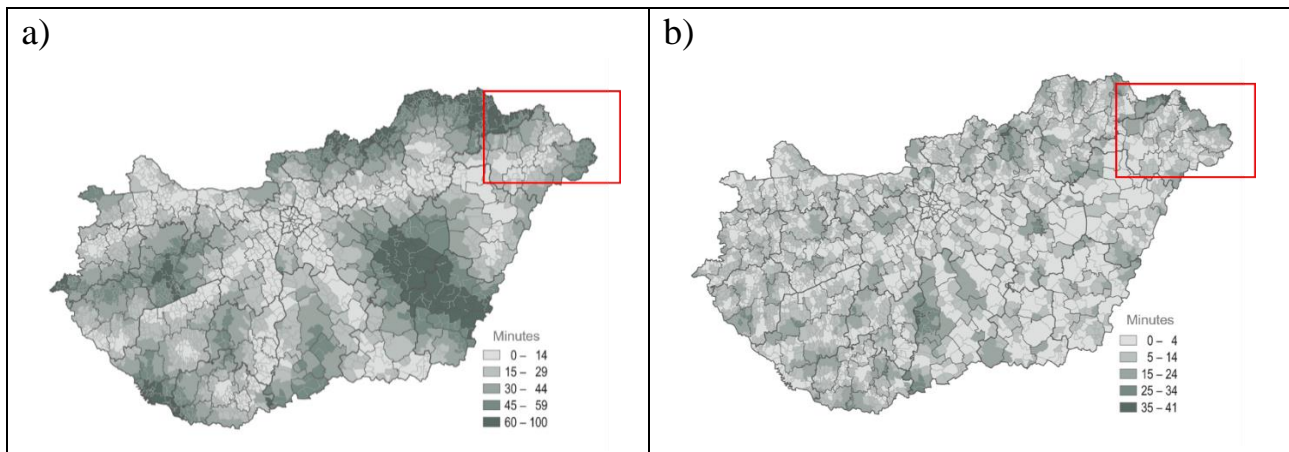 a)
Minutes
0 – 14
15 – 29
30 – 44
45 – 59
60 – 100
b)
Minutes
0 – 4
5 – 14
15 – 24
25 – 34
35 – 41